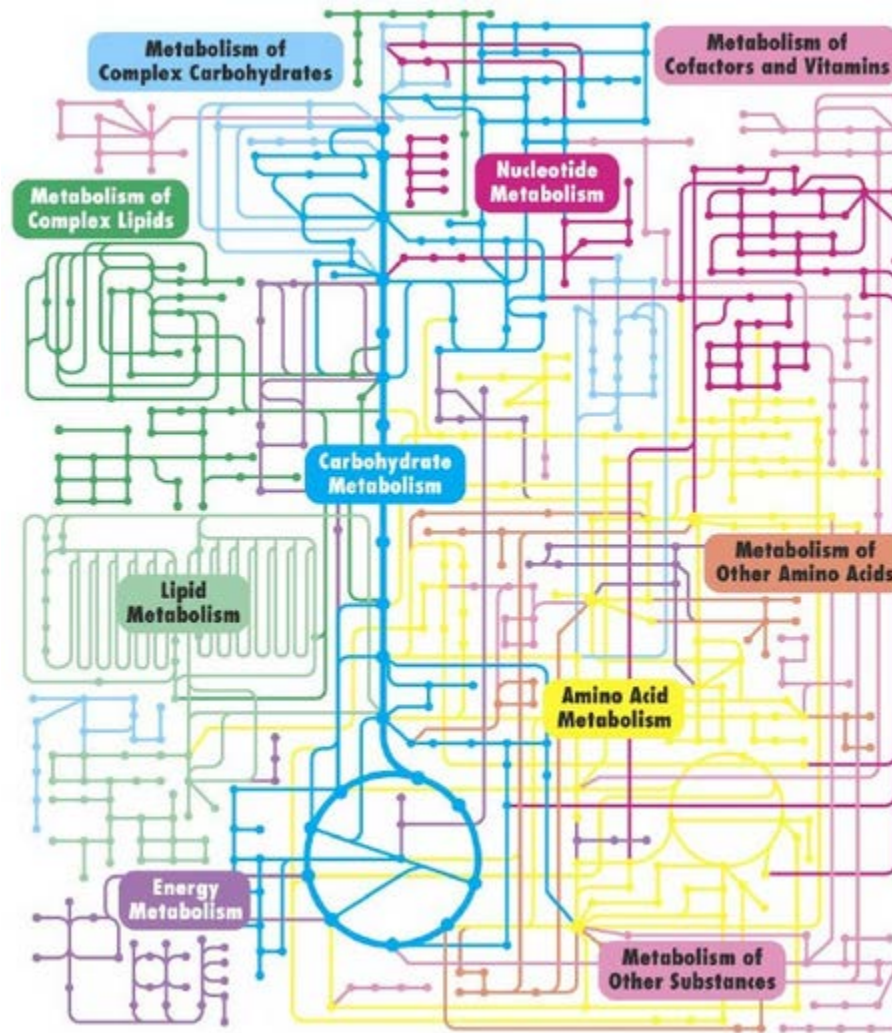 Metabolism of
Complex Carbohydrates
Metabolism of
Cofactors and Vitamins
Nucleotide
Metabolism
Metabolism of
Complex Lipids
Carbohydrate
Metabolism
Metabolism of
Other Amino Acids
Lipid
Metabolism
Amino Acid
Metabolism
Energy
Metabolism
Metabolism of
Other Substances